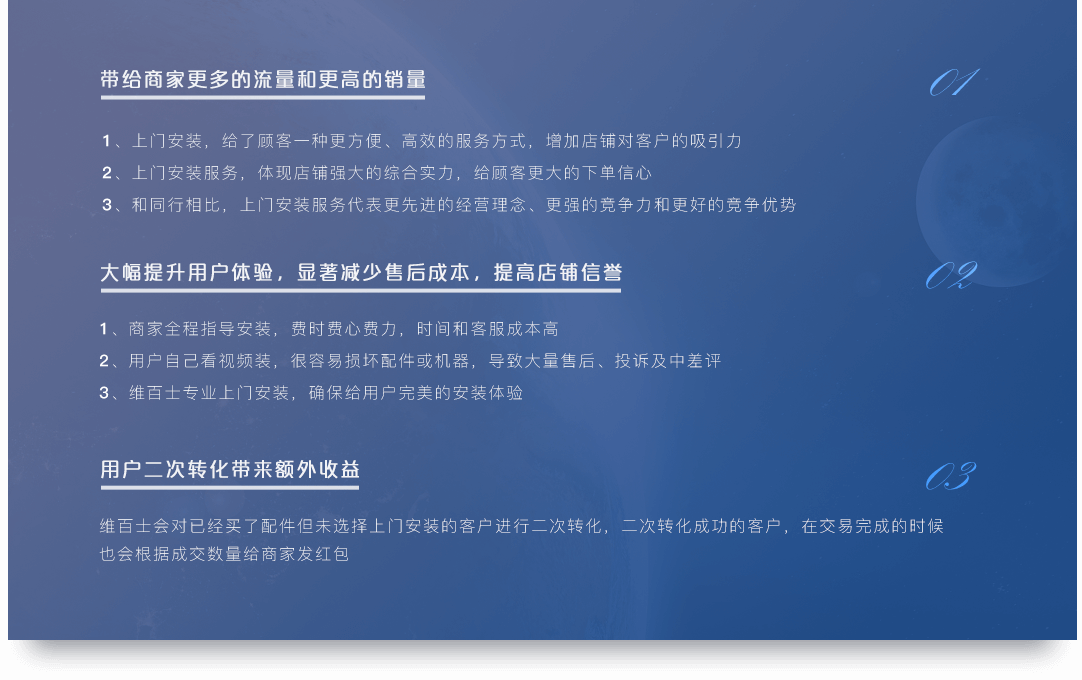 带给商家更多的流量和更高的销量
01
1、上门安装，给了顾客一种更方便、高效的服务方式，增加店铺对客户的吸引力
2、上门安装服务，体现店铺强大的综合实力，给顾客更大的下单信心
3、和同行相比，上门安装服务代表更先进的经营理念、更强的竞争力和更好的竞争优势
大幅提升用户体验，显著减少售后成本，提高店铺信誉
02
1、商家全程指导安装，费时费心费力，时间和客服成本高
2、用户自己看视频装，很容易损坏配件或机器，导致大量售后、投诉及中差评
3、维百士专业上门安装，确保给用户完美的安装体验
用户二次转化带来额外收益
03
维百士会对已经买了配件但未选择上门安装的客户进行二次转化，二次转化成功的客户，在交易完成的时候
也会根据成交数量给商家发红包